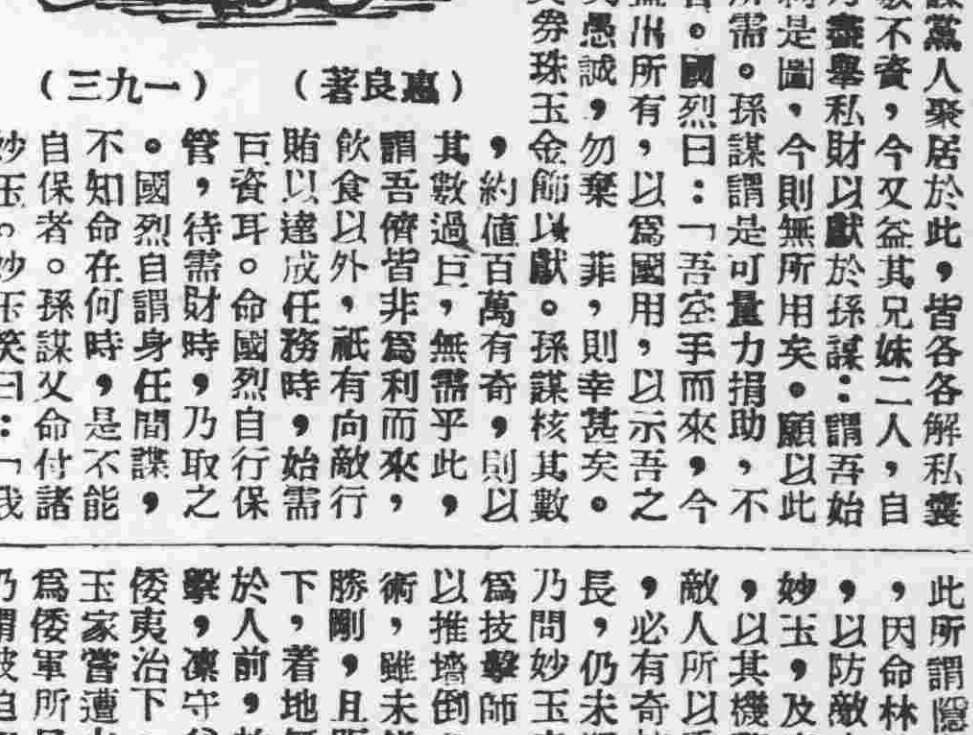 黨人聚居於此，皆各各解私囊
數不資，今又益其兄妹二人，自
盡舉私財以獻於孫謀：謂吾始
是圖，今則無所用矣。願以此
所需。孫謀謂是可量力捐助，不
。國烈曰：「吾空手而來，今
出所有，以爲國用，以示吾之
愚誠，勿棄　菲，則幸甚矣。
券珠玉金飾以獻。孫謀核其數
惠良著
（一九三）
，約値百萬有奇，則以
其數過巨，無需乎此，
謂吾儕皆非爲利而來，
飲食以外，祇有向敵行
賄以達成任務時，始需
巨資耳。命國烈自行保
管，待需財時，乃取之
。國烈自謂身任間諜，
不知命在何時，是不能
自保者。孫謀又命付諸
妙玉。妙玉笑曰：「我
此所謂隱
，因命林
，以防敵
妙玉，及
，以其機
敵人所以
，必有奇
長，仍未
乃問妙玉
爲技擊師
以推墻倒
術，雖未
勝剛，且
下，着地
於人前，
擊，凜守
倭夷治下
玉家嘗遭
爲倭軍所
乃謂彼自